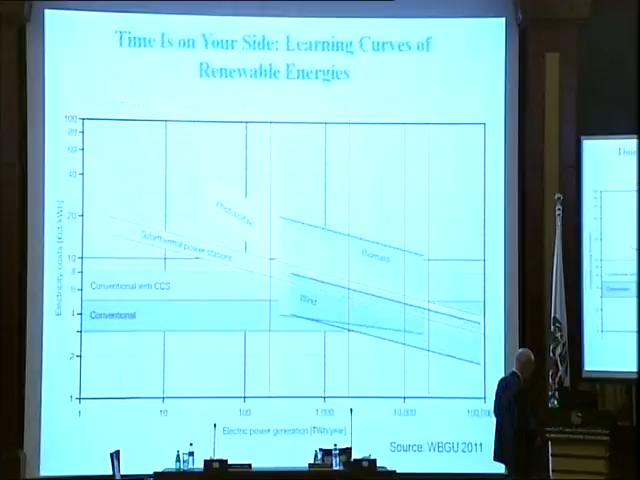 Time Is on Your Side: Learning Curves of
Renewable Energies
100
80
60
40
20
10
8
6
4
2
1
Electricity costs [€ct/kWh]
Photovoltaic
Solarthermal power stations
Biomass
Conventional with CCS
Wind
Conventional
1
10
100
1,000
10,000
100,000
Electric power generation [TWh/year]
Source: WBGU 2011